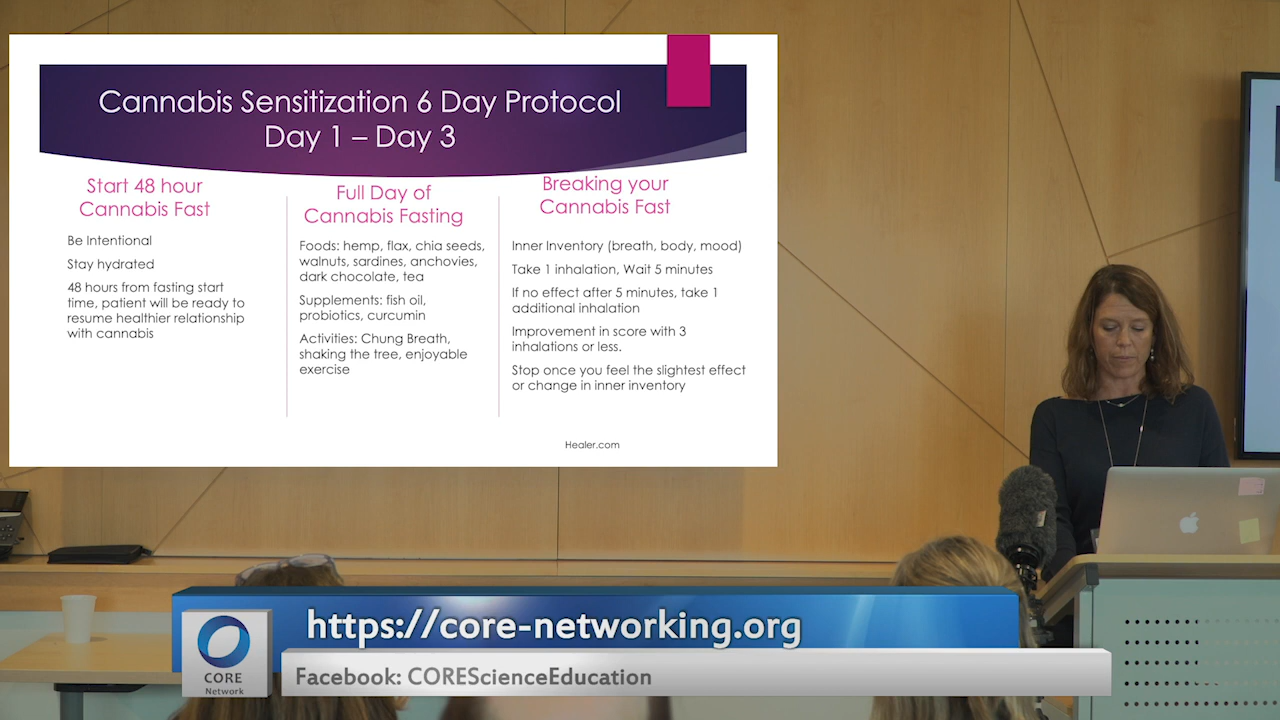 Cannabis Sensitization 6 Day Protocol
Day 1 – Day 3
Start 48 hour
Cannabis Fast
Be Intentional
Stay hydrated
48 hours from fasting start
time, patient will be ready to
resume healthier relationship
with cannabis
Full Day of
Cannabis Fasting
Foods: hemp, flax, chia seeds,
walnuts, sardines, anchovies,
dark chocolate, tea
Supplements: fish oil,
probiotics, curcumin
Activities: Chung Breath,
shaking the tree, enjoyable
exercise
Breaking your
Cannabis Fast
Inner Inventory (breath, body, mood)
Take 1 inhalation, Wait 5 minutes
If no effect after 5 minutes, take 1
additional inhalation
Improvement in score with 3
inhalations or less.
Stop once you feel the slightest effect
or change in inner inventory
Healer.com
https://core-networking.org
CORE
Network
Facebook: COREScienceEducation